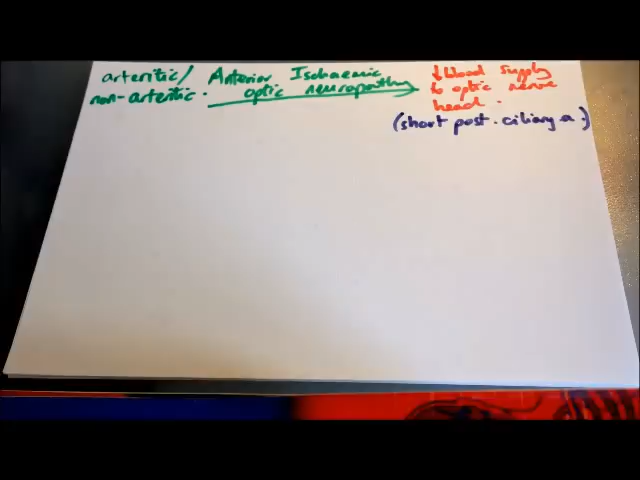 arteritic/ Anterior Ischaemic ↓blood supply
non-arteritic. optic neuropathy to optic nerve
head.
(short post. ciliary a.)